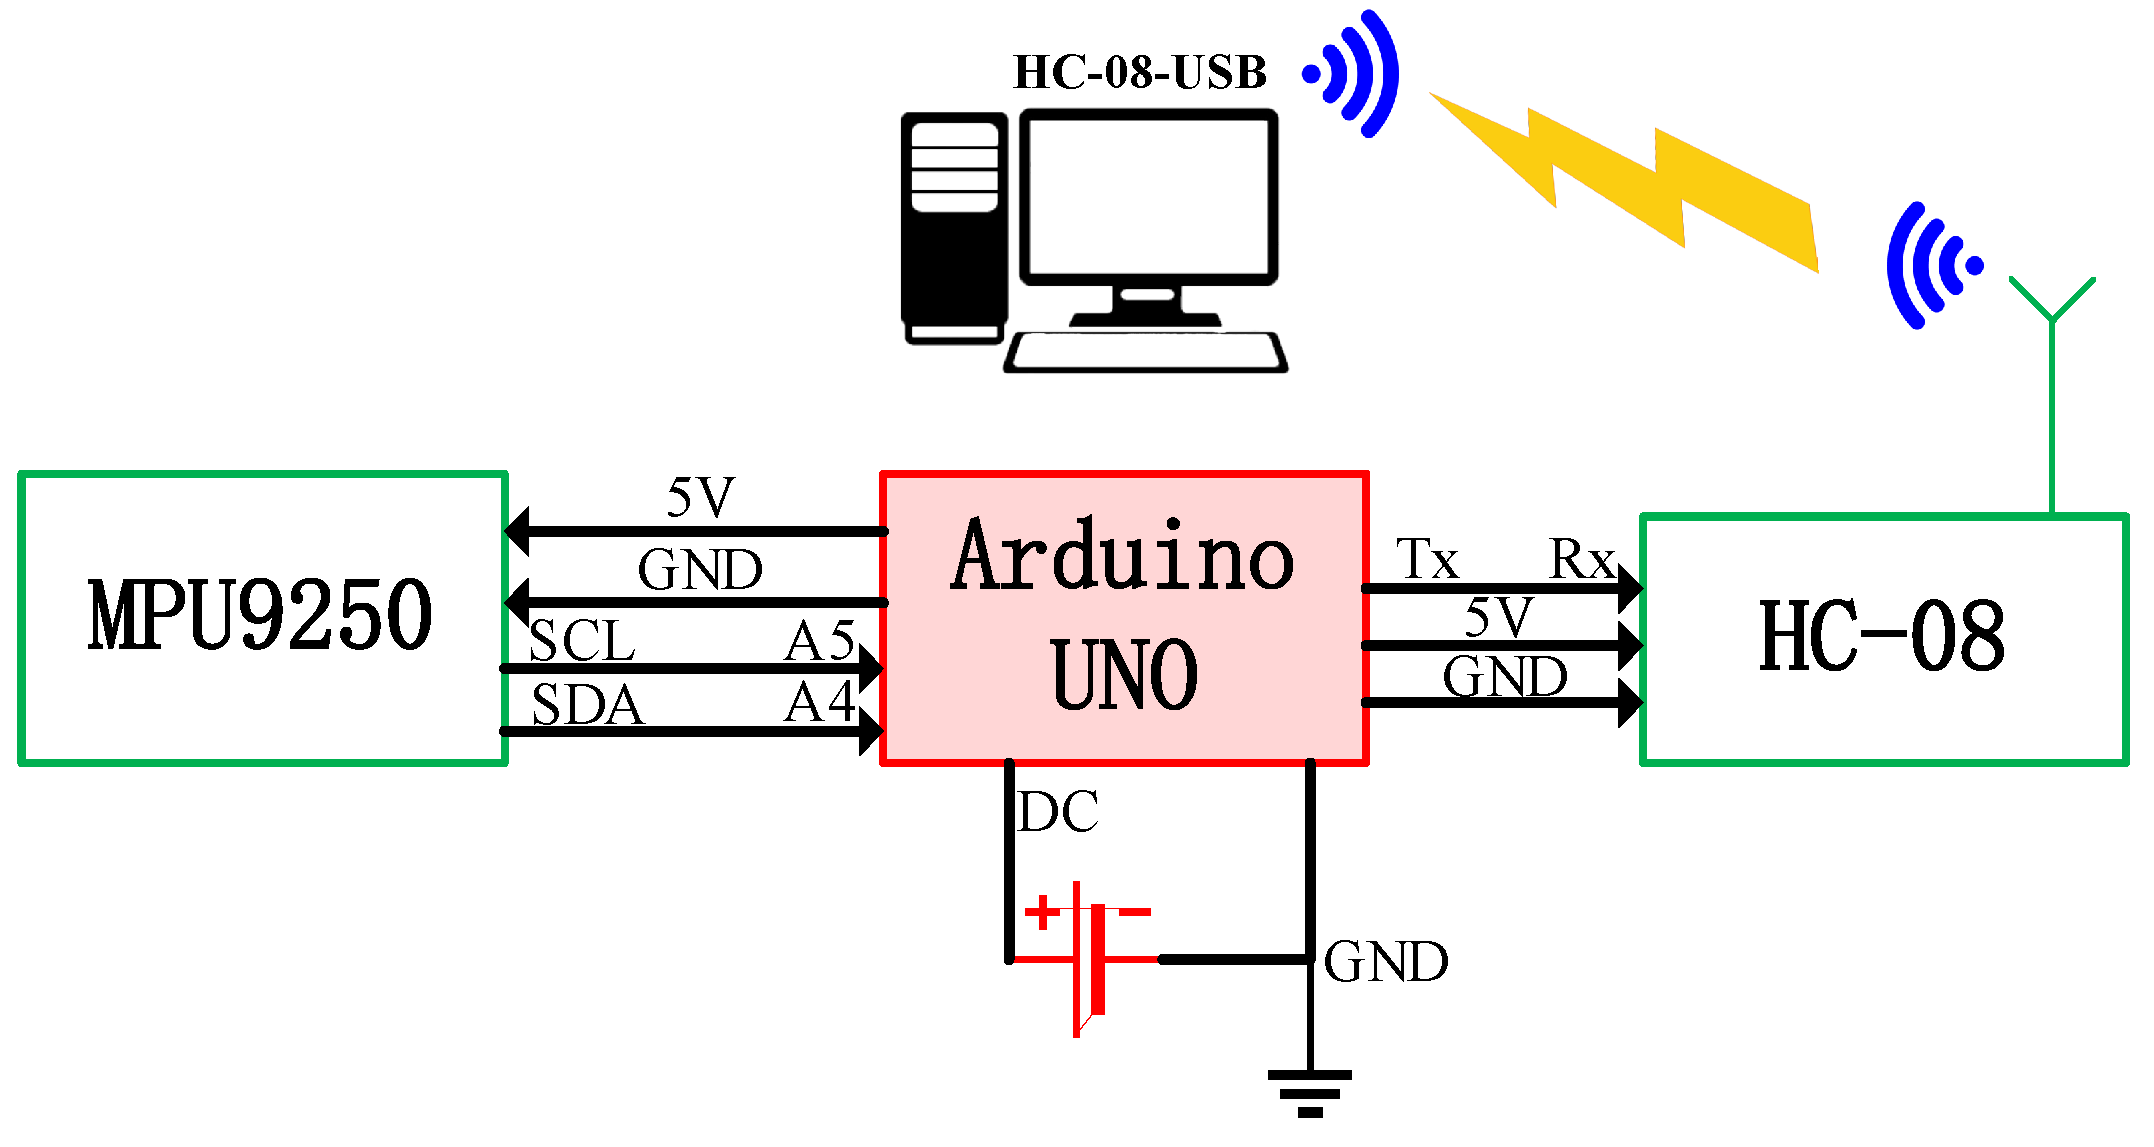 HC-08-USB
MPU9250
5V
GND
SCL A5
SDA A4
Arduino
UNO
Tx Rx
5V
GND
HC-08
DC
+ −
GND